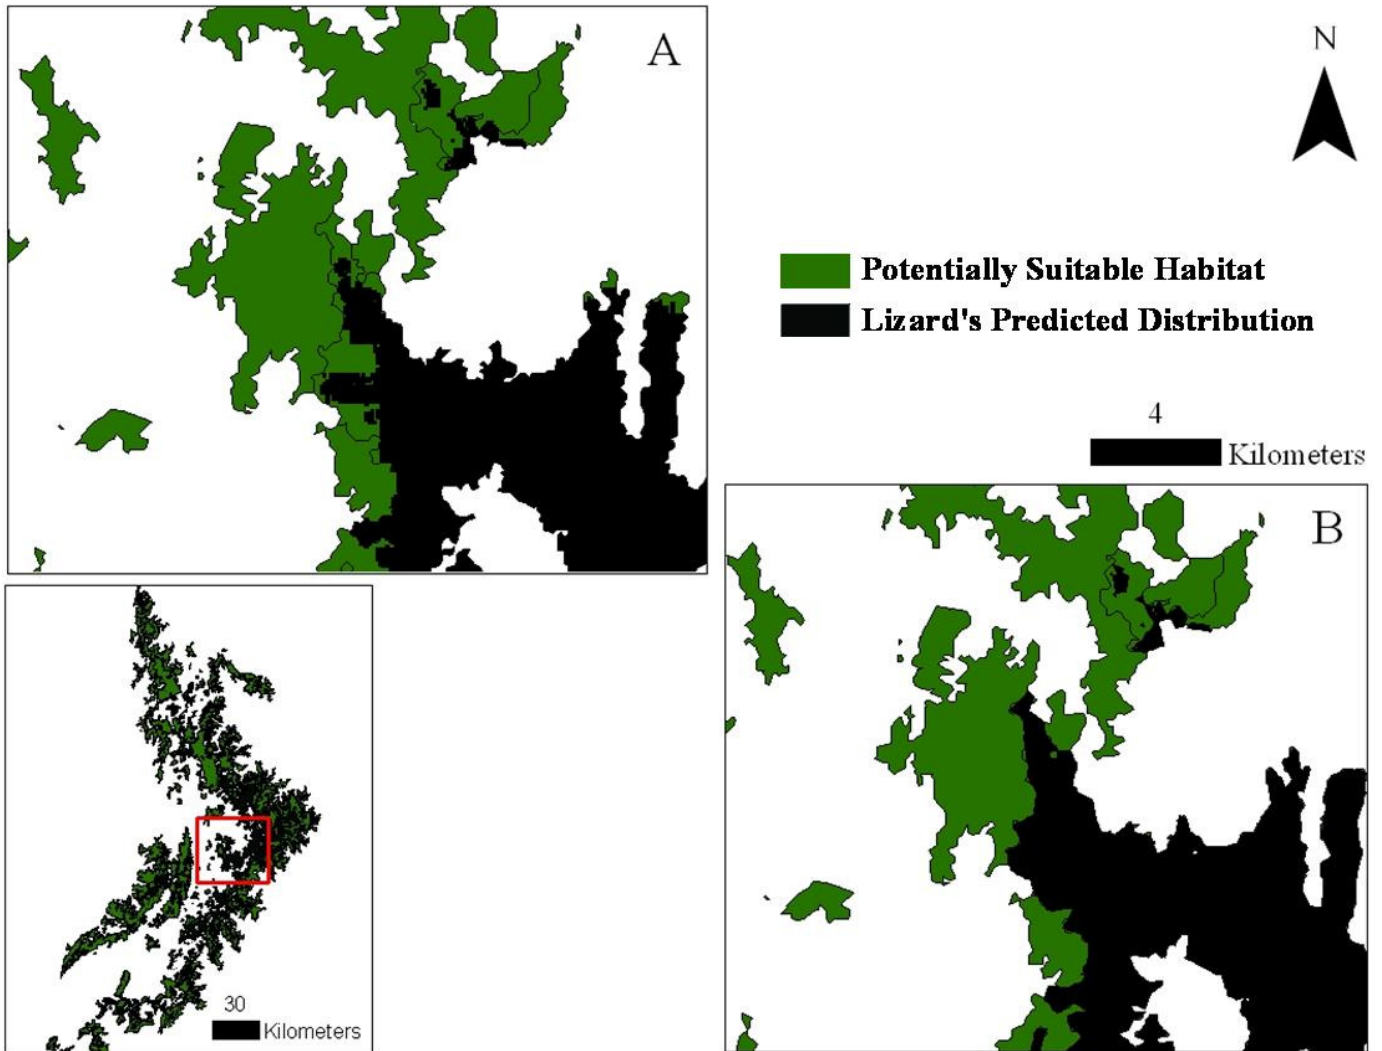 A
N
Potentially Suitable Habitat
Lizard's Predicted Distribution
4
Kilometers
B
30
Kilometers